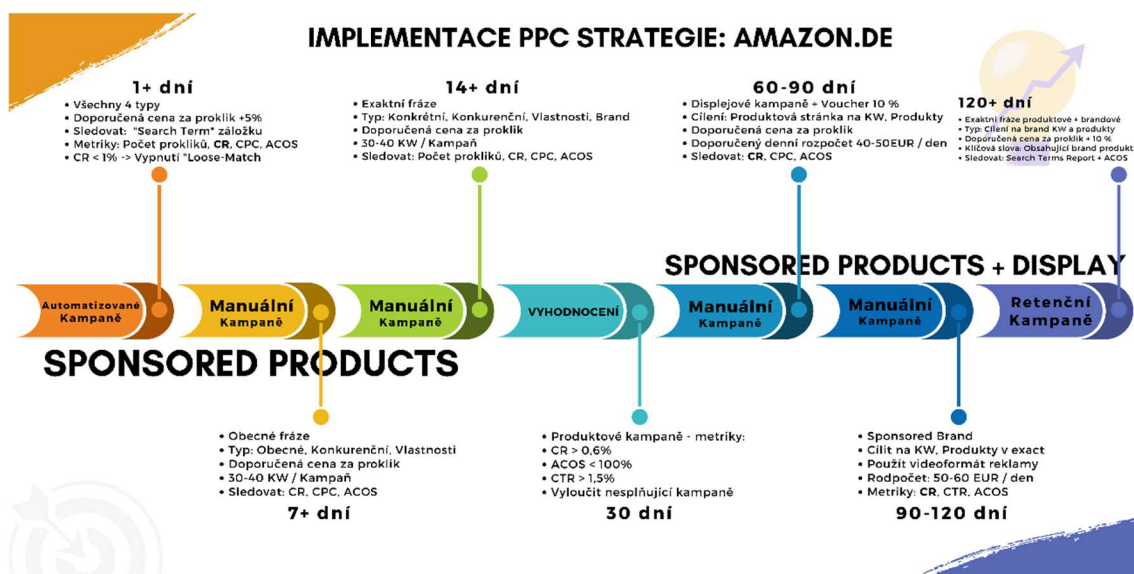 IMPLEMENTACE PPC STRATEGIE: AMAZON.DE
1+ dní
• Všechny 4 typy
• Doporučená cena za proklik +5%
• Sledovat: "Search Term" záložku
• Metriky: Počet prokliků, CR, CPC, ACOS
• CR < 1% -> Vypnutí "Loose-Match
14+ dní
• Exaktní fráze
• Typ: Konkrétní, Konkurenční, Vlastnosti, Brand
• Doporučená cena za proklik
• 30-40 KW / Kampaň
• Sledovat: Počet prokliků, CR, CPC, ACOS
60-90 dní
• Displejové kampaně + Voucher 10 %
• Cílení: Produktová stránka na KW, Produkty
• Doporučená cena za proklik
• Doporučený denní rozpočet 40-50EUR / den
• Sledovat: CR, CPC, ACOS
120+ dní
• Exaktní fráze produktové + brandové
• Typ: Cílení na brand KW a produkty
• Doporučená cena za proklik + 10 %
• Klíčová slova: Obsahující brand produkt
• Sledovat: Search Terms Report + ACOS
SPONSORED PRODUCTS + DISPLAY
Automatizované
Kampaně
Manuální
Kampaně
Manuální
Kampaně
VYHODNOCENÍ
Manuální
Kampaně
Manuální
Kampaně
Retenční
Kampaně
SPONSORED PRODUCTS
• Obecné fráze
• Typ: Obecné, Konkurenční, Vlastnosti
• Doporučená cena za proklik
• 30-40 KW / Kampaň
• Sledovat: CR, CPC, ACOS
7+ dní
• Produktové kampaně - metriky:
• CR > 0,6%
• ACOS < 100%
• CTR > 1,5%
• Vyloučit nesplňující kampaně
30 dní
• Sponsored Brand
• Cílit na KW, Produkty v exact
• Použít videoformát reklamy
• Rodpočet: 50-60 EUR / den
• Metriky: CR, CTR, ACOS
90-120 dní